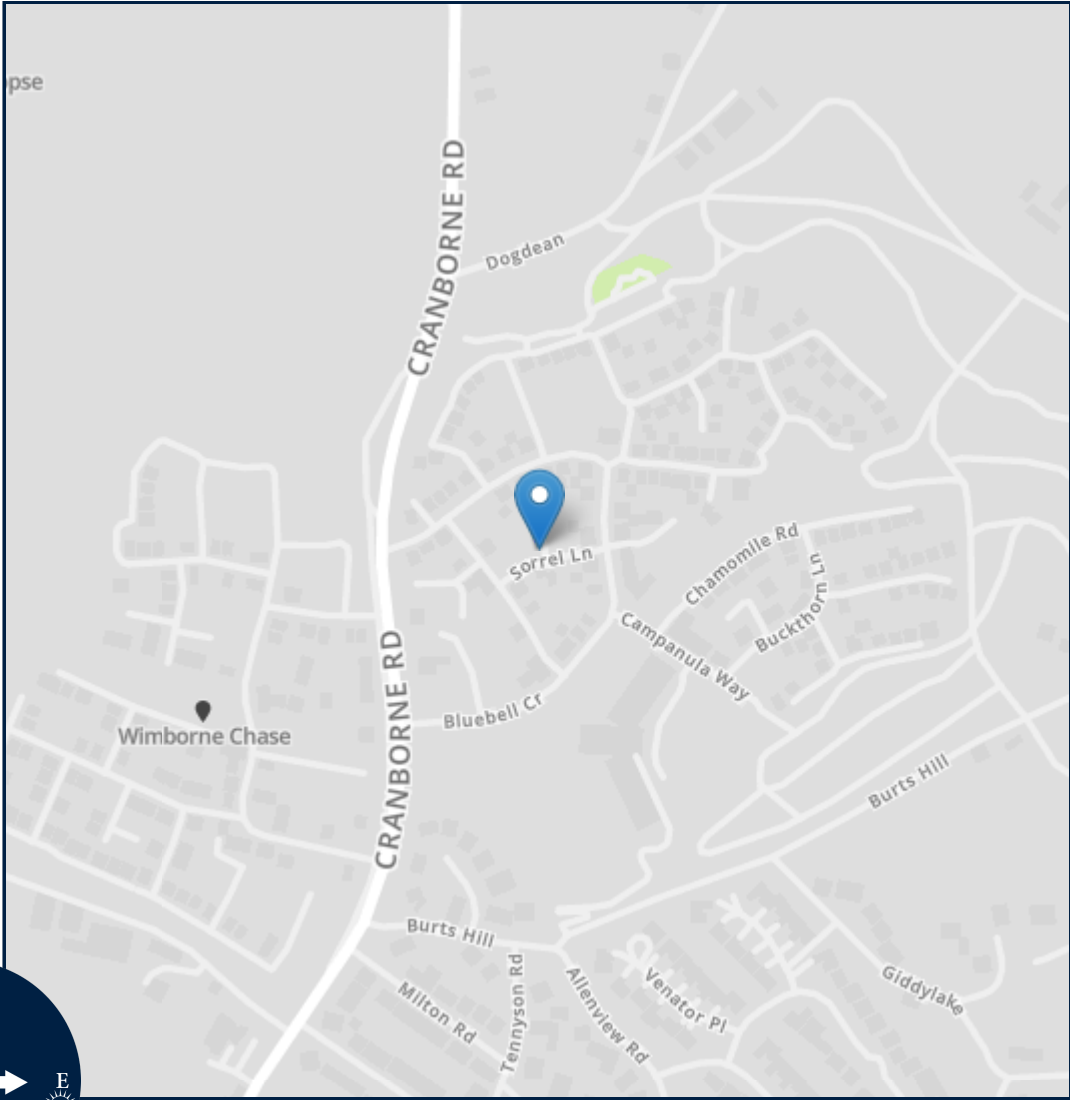 opse
CRANBORNE RD
Dogdean
Sorrel Ln
Chamomile Rd
Buckthorn Ln
Campanula Way
CRANBORNE RD
Bluebell Cr
Wimborne Chase
Burts Hill
Burts Hill
Milton Rd
Tennyson Rd
Allenview Rd
Venator Pl
Giddylake
E